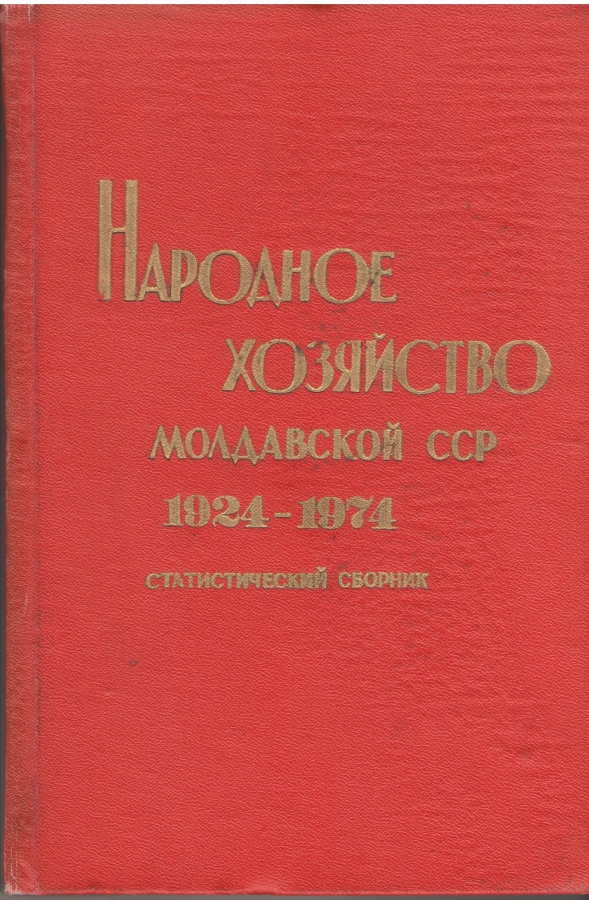 НАРОДНОЕ
ХОЗЯЙСТВО
МОЛДАВСКОЙ ССР
1924-1974
СТАТИСТИЧЕСКИЙ СБОРНИК